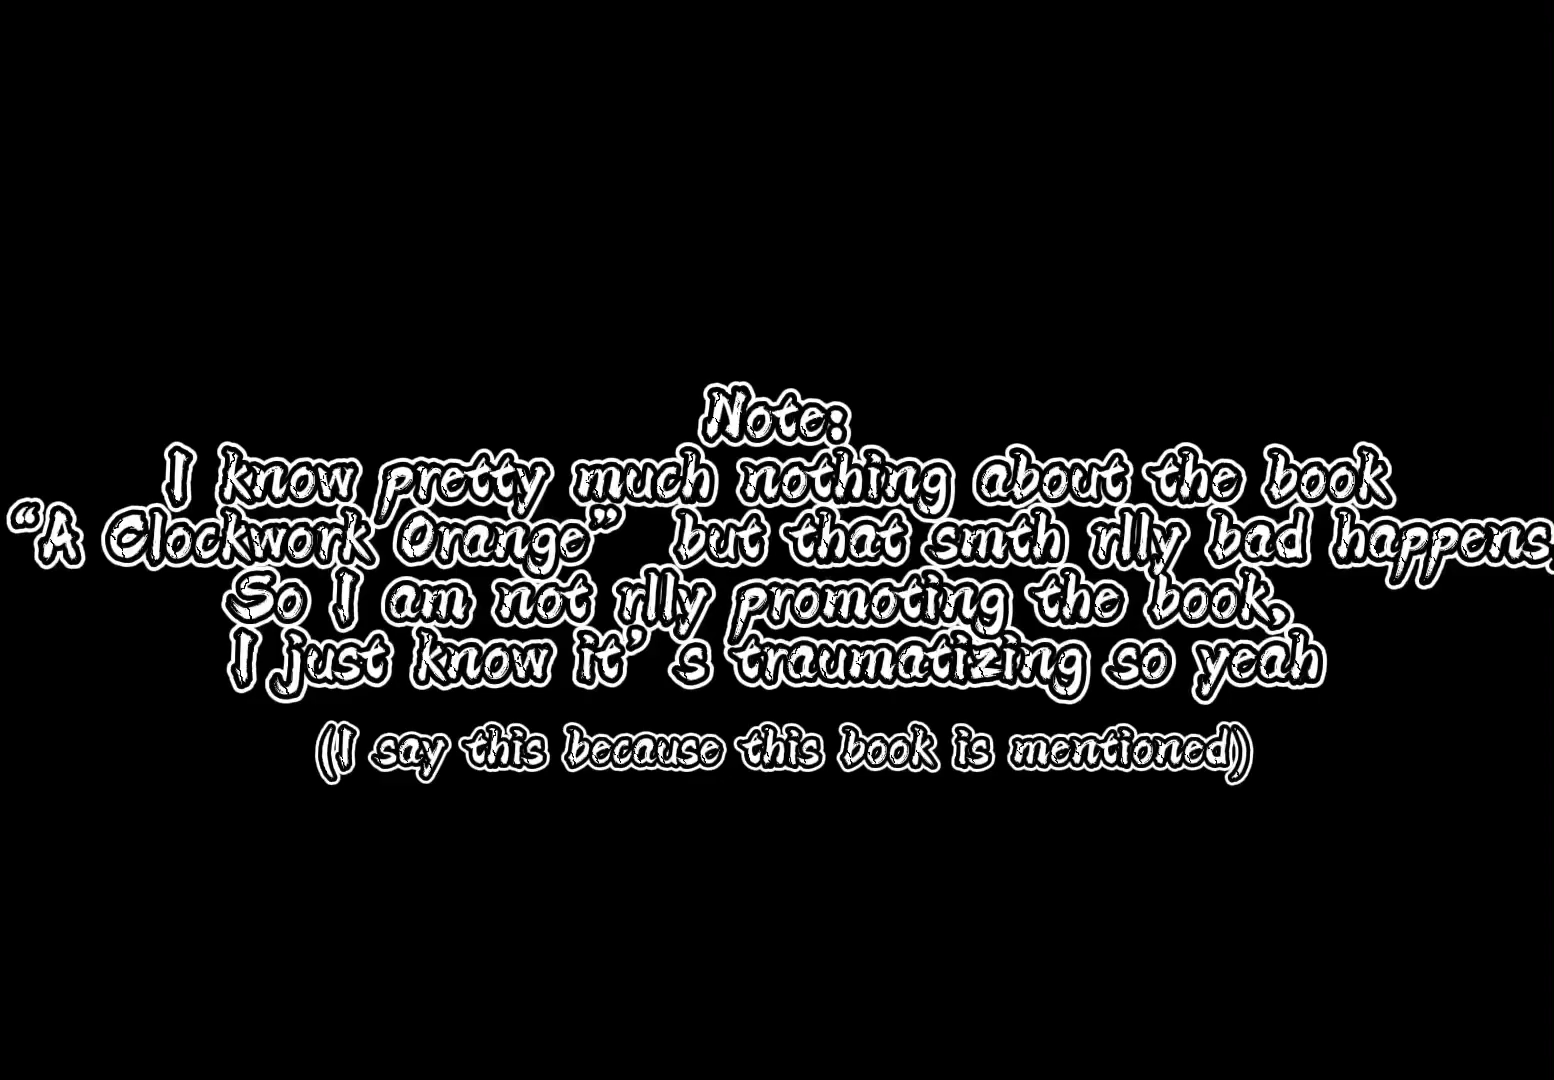 Note:
I know pretty much nothing about the book
“A Clockwork Orange” but that smth rlly bad happens,
So I am not rlly promoting the book,
I just know it’s traumatizing so yeah
(I say this because this book is mentioned)